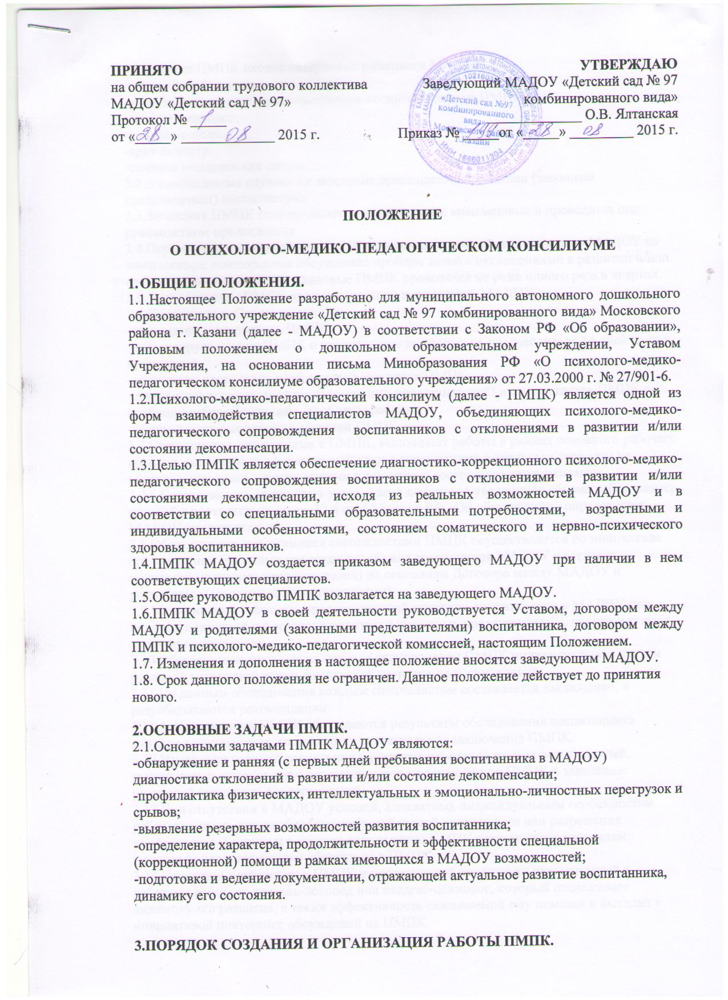 ПРИНЯТО
на общем собрании трудового коллектива
МАДОУ «Детский сад № 97»
Протокол № 1
от «28» 08 2015 г.
УТВЕРЖДАЮ
Заведующий МАДОУ «Детский сад № 97
комбинированного вида»
О.В. Ялтанская
Приказ № от «28» 08 2015 г.
«Детский сад №97
комбинированного
вида»
Московского района
г.Казани
ИНН 1656011304
ПОЛОЖЕНИЕ
О ПСИХОЛОГО-МЕДИКО-ПЕДАГОГИЧЕСКОМ КОНСИЛИУМЕ
1. ОБЩИЕ ПОЛОЖЕНИЯ.
1.1.Настоящее Положение разработано для муниципального автономного дошкольного
образовательного учреждение «Детский сад № 97 комбинированного вида» Московского
района г. Казани (далее - МАДОУ) в соответствии с Законом РФ «Об образовании»,
Типовым положением о дошкольном образовательном учреждении, Уставом
Учреждения, на основании письма Минобразования РФ «О психолого-медико-
педагогическом консилиуме образовательного учреждения» от 27.03.2000 г. № 27/901-6.
1.2.Психолого-медико-педагогический консилиум (далее - ПМПК) является одной из
форм взаимодействия специалистов МАДОУ, объединяющих психолого-медико-
педагогического сопровождения воспитанников с отклонениями в развитии и/или
состоянии декомпенсации.
1.3.Целью ПМПК является обеспечение диагностико-коррекционного психолого-медико-
педагогического сопровождения воспитанников с отклонениями в развитии и/или
состояниями декомпенсации, исходя из реальных возможностей МАДОУ и в
соответствии со специальными образовательными потребностями, возрастными и
индивидуальными особенностями, состоянием соматического и нервно-психического
здоровья воспитанников.
1.4.ПМПК МАДОУ создается приказом заведующего МАДОУ при наличии в нем
соответствующих специалистов.
1.5.Общее руководство ПМПК возлагается на заведующего МАДОУ.
1.6.ПМПК МАДОУ в своей деятельности руководствуется Уставом, договором между
МАДОУ и родителями (законными представителями) воспитанника, договором между
ПМПК и психолого-медико-педагогической комиссией, настоящим Положением.
1.7. Изменения и дополнения в настоящее положение вносятся заведующим МАДОУ.
1.8. Срок данного положения не ограничен. Данное положение действует до принятия
нового.
2.ОСНОВНЫЕ ЗАДАЧИ ПМПК.
2.1.Основными задачами ПМПК МАДОУ являются:
-обнаружение и ранняя (с первых дней пребывания воспитанника в МАДОУ)
диагностика отклонений в развитии и/или состояние декомпенсации;
-профилактика физических, интеллектуальных и эмоционально-личностных перегрузок и
срывов;
-выявление резервных возможностей развития воспитанника;
-определение характера, продолжительности и эффективности специальной
(коррекционной) помощи в рамках имеющихся в МАДОУ возможностей;
-подготовка и ведение документации, отражающей актуальное развитие воспитанника,
динамику его состояния.
3.ПОРЯДОК СОЗДАНИЯ И ОРГАНИЗАЦИЯ РАБОТЫ ПМПК.